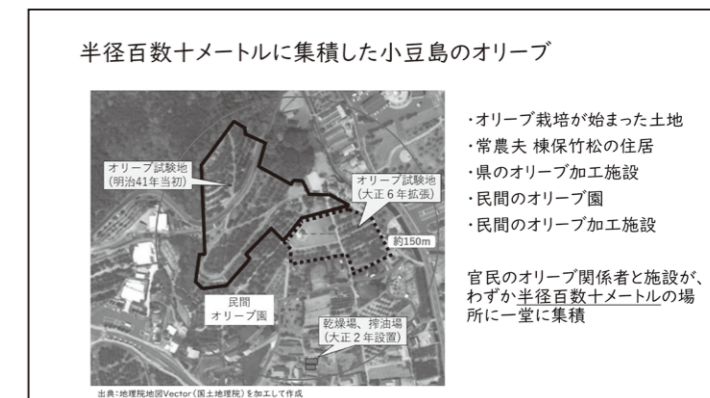 半径百数十メートルに集積した小豆島のオリーブ
オリーブ試験地
(明治41年当初)
オリーブ試験地
(大正6年拡張)
約150m
民間
オリーブ園
乾燥場、搾油場
(大正2年設置)
出典:地理院地図Vector(国土地理院)を加工して作成
・オリーブ栽培が始まった土地
・常農夫 棟保竹松の住居
・県のオリーブ加工施設
・民間のオリーブ園
・民間のオリーブ加工施設
官民のオリーブ関係者と施設が、
わずか半径百数十メートルの場
所に一堂に集積